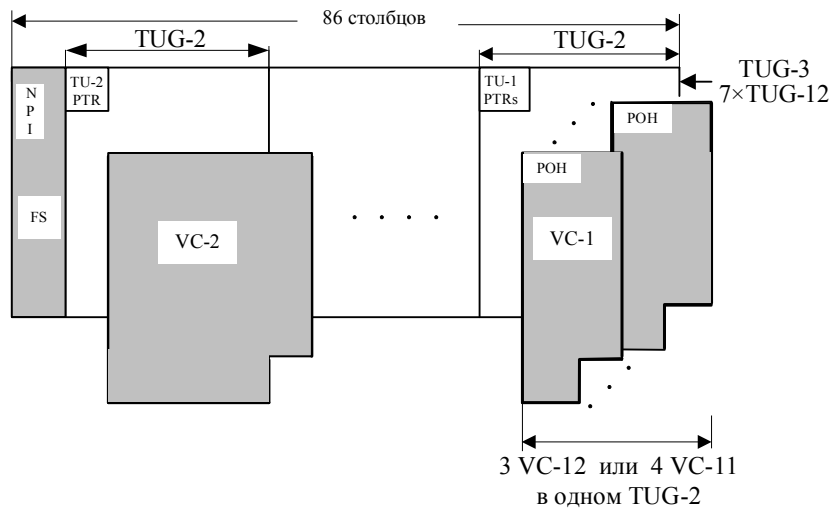 86 столбцов
TUG-2
TUG-2
TUG-3
7×TUG-12
N
P
I
TU-2
PTR
TU-1
PTRs
POH
POH
FS
VC-2
VC-1
3 VC-12 или 4 VC-11
в одном TUG-2